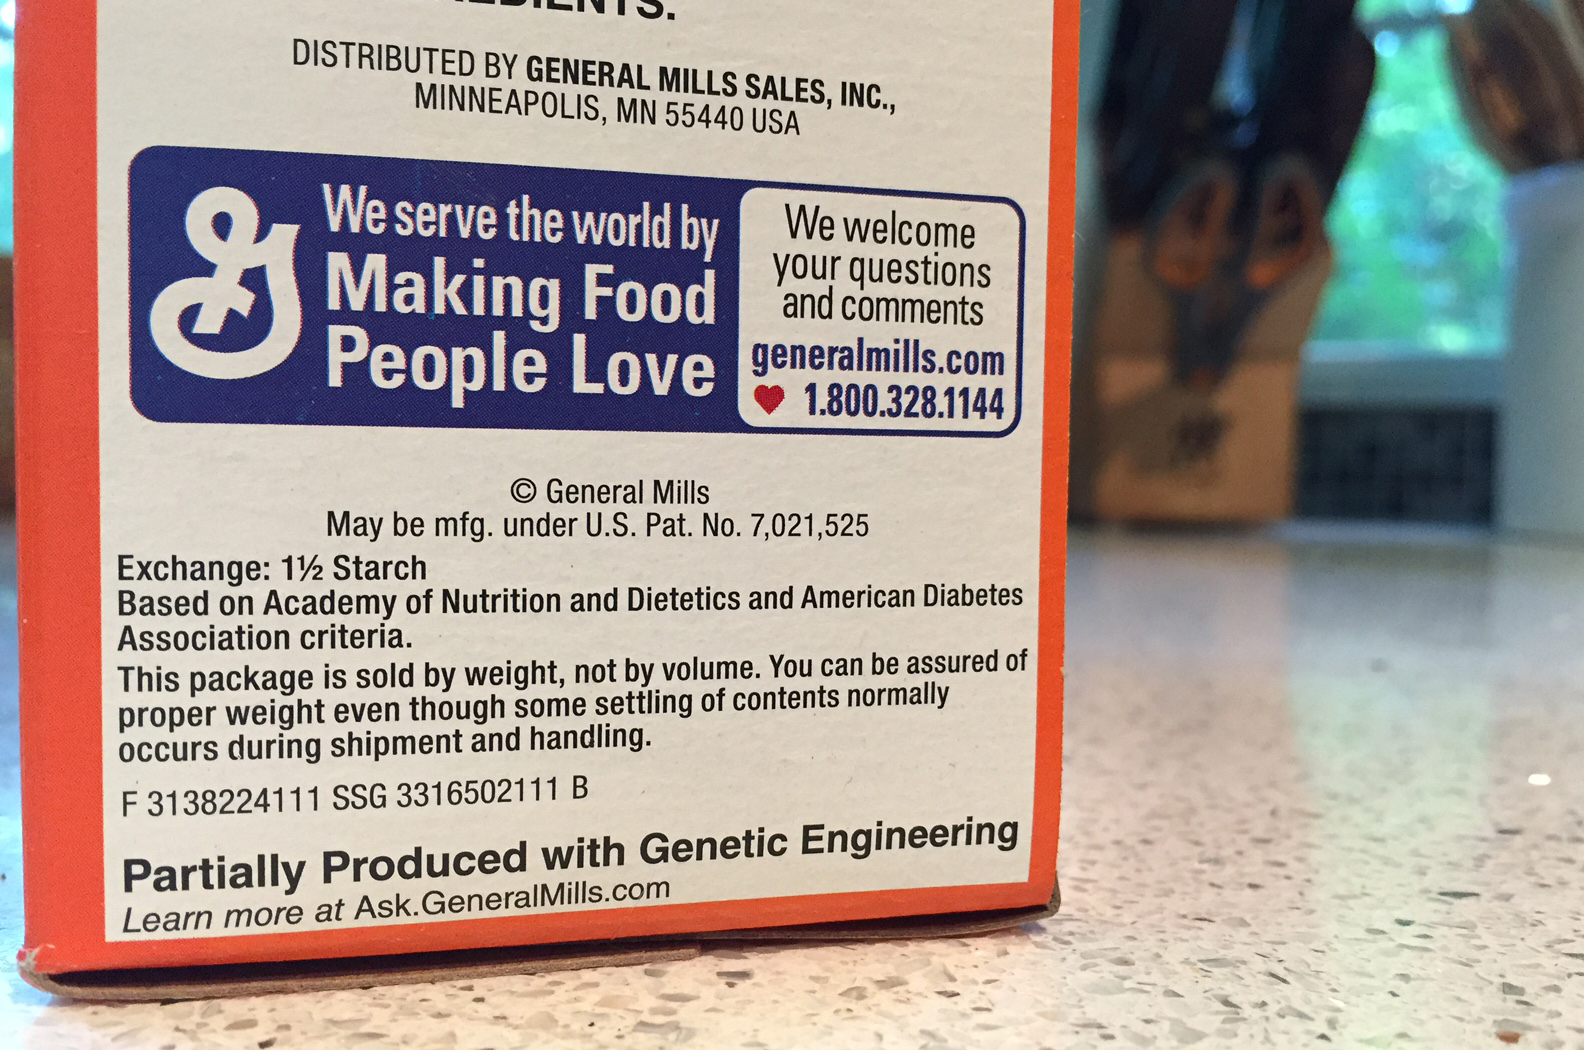 DISTRIBUTED BY GENERAL MILLS SALES, INC.,
MINNEAPOLIS, MN 55440 USA
We serve the world by
Making Food
People Love
We welcome
your questions
and comments
generalmills.com
1.800.328.1144
© General Mills
May be mfg. under U.S. Pat. No. 7,021,525
Exchange: 1½ Starch
Based on Academy of Nutrition and Dietetics and American Diabetes
Association criteria.
This package is sold by weight, not by volume. You can be assured of
proper weight even though some settling of contents normally
occurs during shipment and handling.
F 3138224111 SSG 3316502111 B
Partially Produced with Genetic Engineering
Learn more at Ask.GeneralMills.com